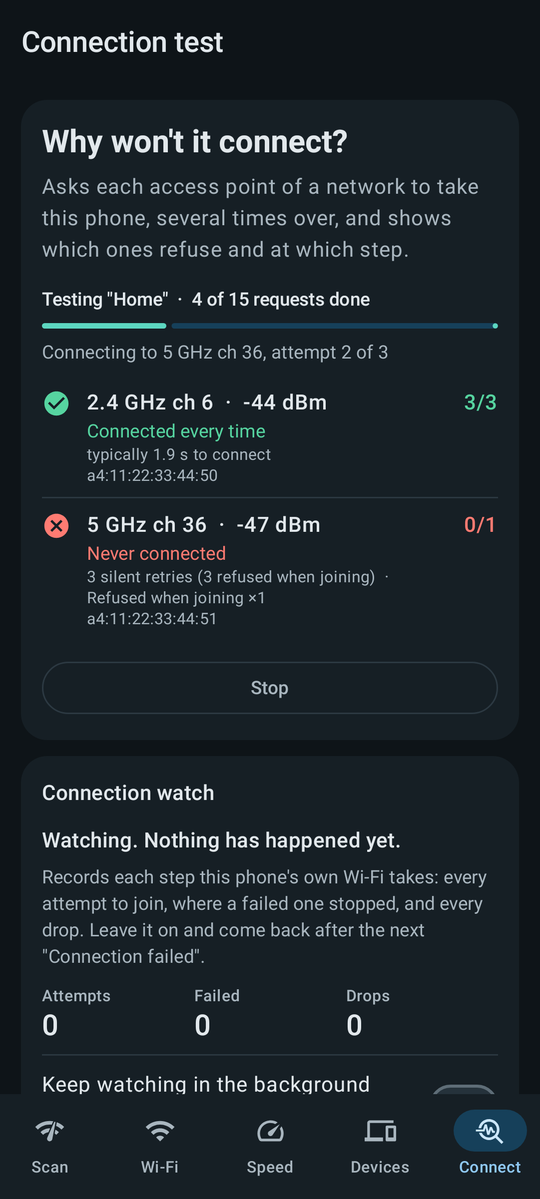 Connection test
Why won't it connect?
Asks each access point of a network to take
this phone, several times over, and shows
which ones refuse and at which step.
Testing "Home" · 4 of 15 requests done
Connecting to 5 GHz ch 36, attempt 2 of 3
2.4 GHz ch 6 · -44 dBm 3/3
Connected every time
typically 1.9 s to connect
a4:11:22:33:44:50
5 GHz ch 36 · -47 dBm 0/1
Never connected
3 silent retries (3 refused when joining) ·
Refused when joining ×1
a4:11:22:33:44:51
Stop
Connection watch
Watching. Nothing has happened yet.
Records each step this phone's own Wi-Fi takes: every
attempt to join, where a failed one stopped, and every
drop. Leave it on and come back after the next
"Connection failed".
Attempts Failed Drops
0 0 0
Keep watching in the background
Scan Wi-Fi Speed Devices Connect